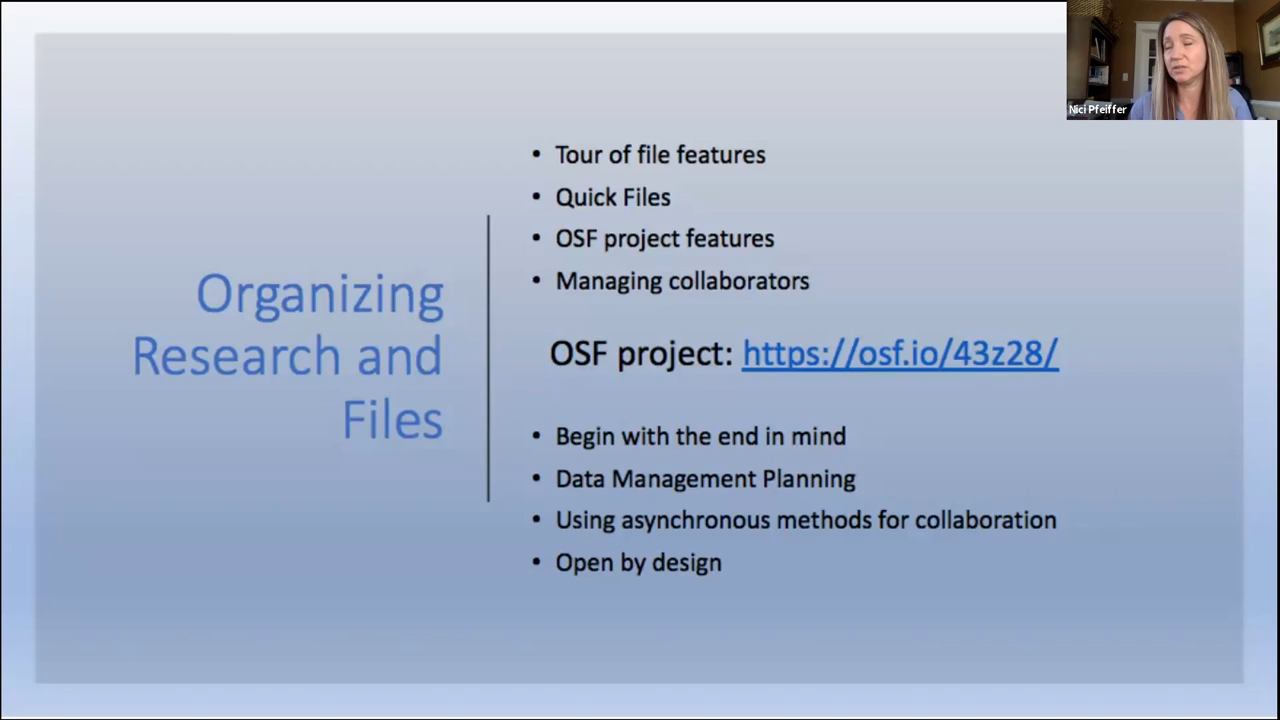 Nici Pfeiffer
Organizing
Research and
Files
• Tour of file features
• Quick Files
• OSF project features
• Managing collaborators
OSF project: https://osf.io/43z28/
• Begin with the end in mind
• Data Management Planning
• Using asynchronous methods for collaboration
• Open by design